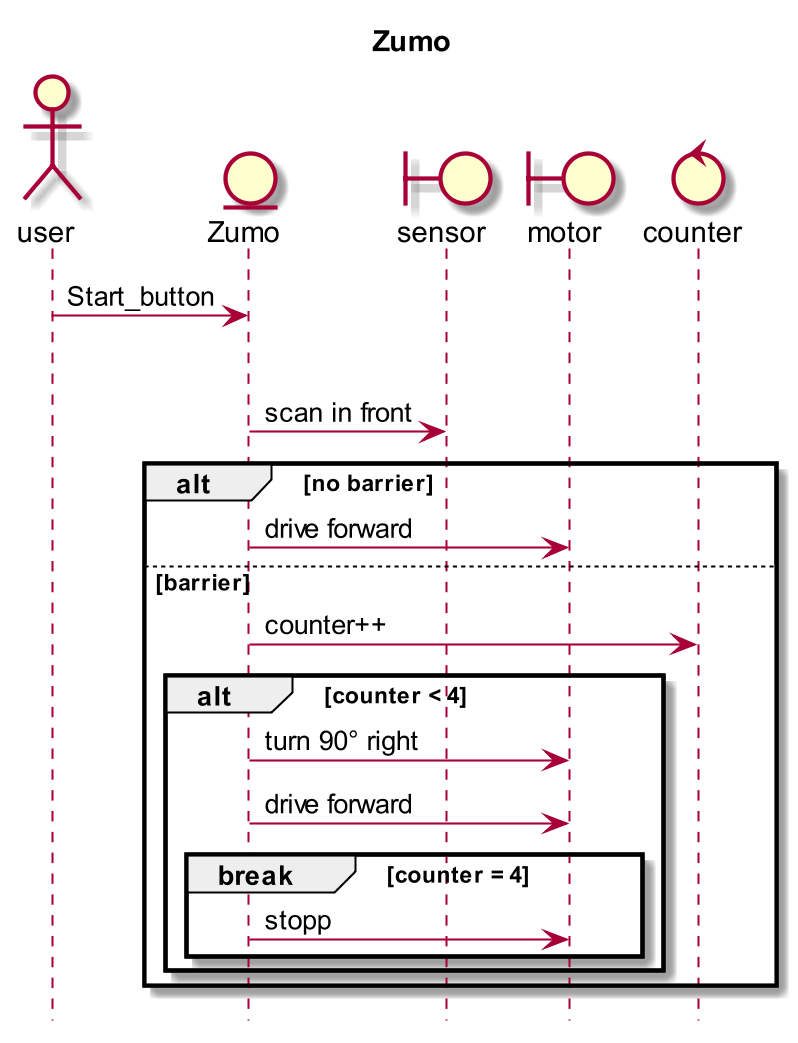 Zumo
user
Zumo
sensor
motor
counter
Start_button
scan in front
alt [no barrier]
drive forward
[barrier]
counter++
alt [counter < 4]
turn 90° right
drive forward
break [counter = 4]
stopp